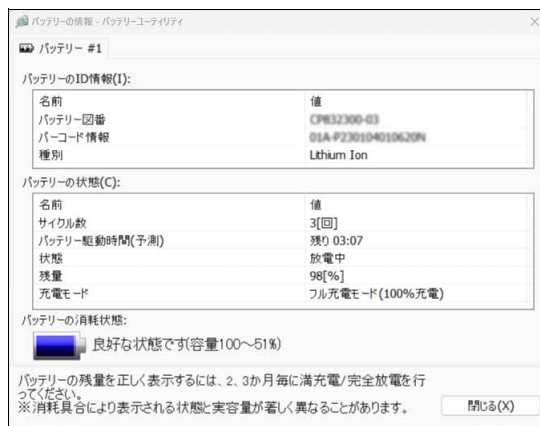 バッテリーの情報 - バッテリーユーティリティ
バッテリー #1
バッテリーのID情報(I):
名前 値
バッテリー図番
バーコード情報
種別 Lithium Ion
バッテリーの状態(C):
名前 値
サイクル数 3[回]
バッテリー駆動時間(予測) 残り 03:07
状態 放電中
残量 98[%]
充電モード フル充電モード(100%充電)
バッテリーの消耗状態:
良好な状態です(容量100～51%)
バッテリーの残量を正しく表示するには、2、3か月毎に満充電/完全放電を行
ってください。
※消耗具合により表示される状態と実容量が著しく異なることがあります。
閉じる(X)